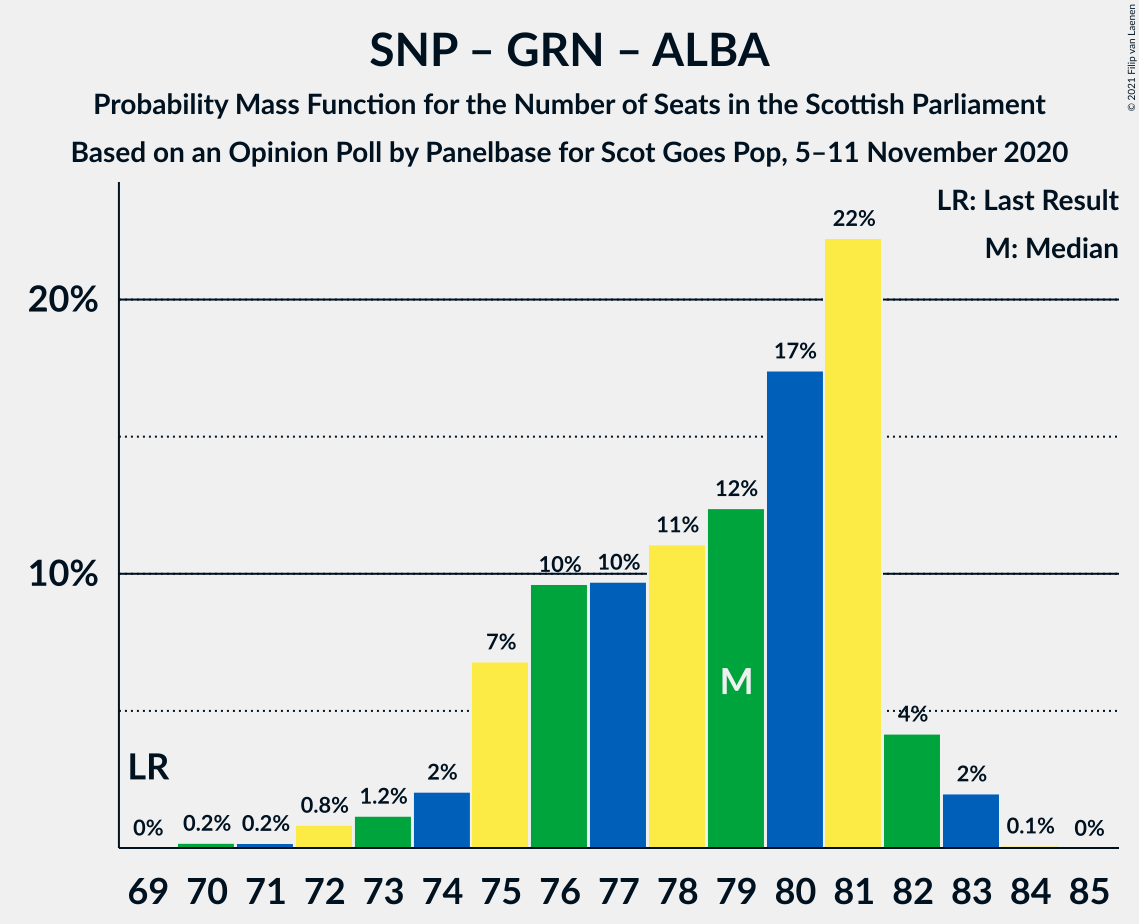 SNP – GRN – ALBA
Probability Mass Function for the Number of Seats in the Scottish Parliament
Based on an Opinion Poll by Panelbase for Scot Goes Pop, 5–11 November 2020
© 2021 Filip van Laenen
LR: Last Result
M: Median
20%
10%
22%
17%
12%
11%
10% 10%
7%
4%
2%
2%
1.2%
0.8%
0.2% 0.2%
0.1%
0%
0%
LR
M
69 70 71 72 73 74 75 76 77 78 79 80 81 82 83 84 85